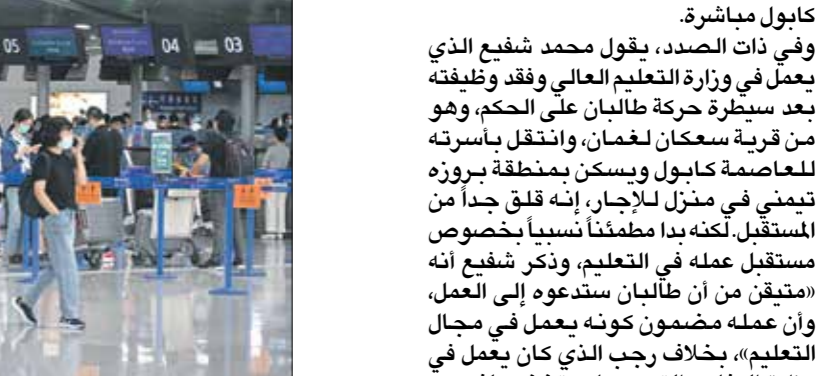 كابول مباشرة.
وفي ذات الصدد، يقول محمد شفيع الذي
يعمل في وزارة التعليم العالي وفقد وظيفته
بعد سيطرة حركة طالبان على الحكم، وهو
من قرية سعكان لغمان، وانتقل بأسرته
للعاصمة كابول ويسكن بمنطقة بروزه
تيمني في منزل للإجار، إنه قلق جداً من
المستقبل.لكنه بدا مطمئناً نسبياً بخصوص
مستقبل عمله في التعليم، وذكر شفيع أنه
«متيقن من أن طالبان ستدعوه إلى العمل،
وأن عمله مضمون كونه يعمل في مجال
التعليم»، بخلاف رجب الذي كان يعمل في
05
04
03